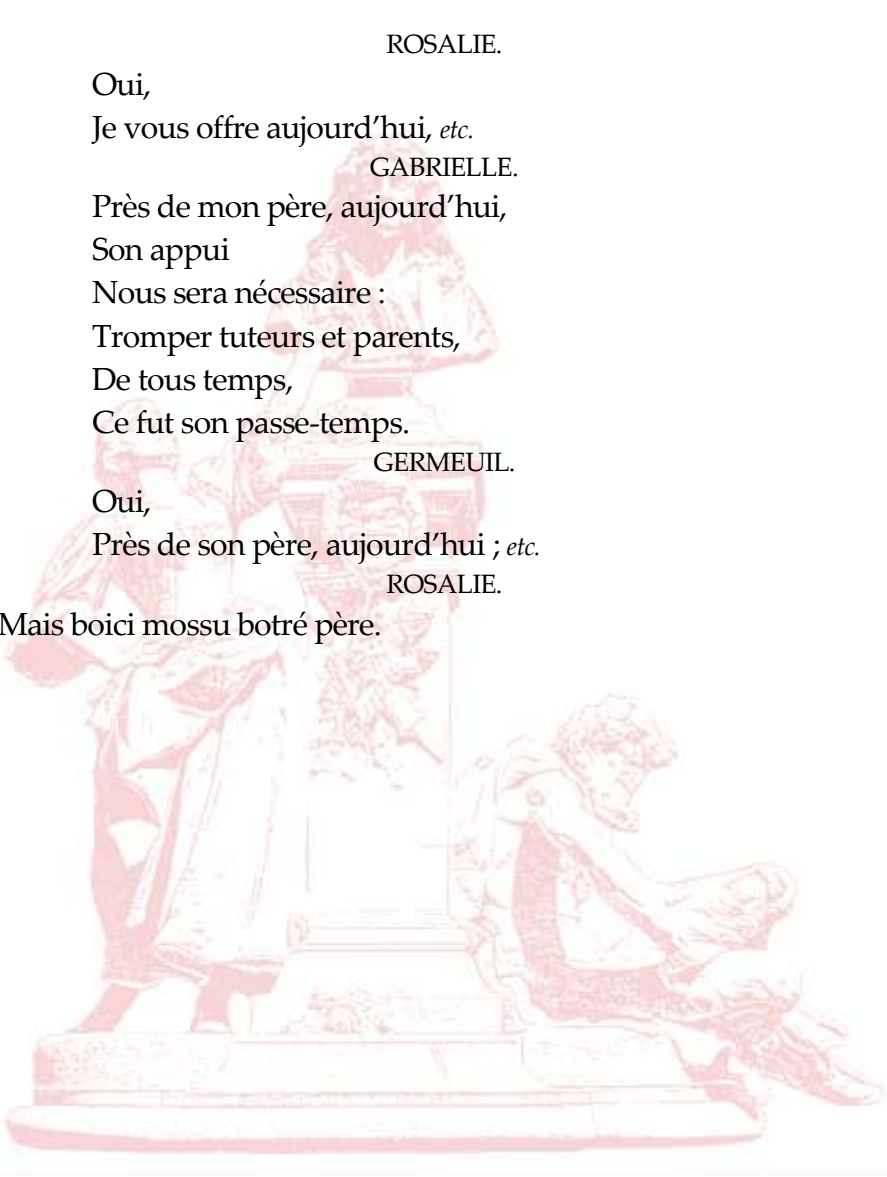 ROSALIE.
Oui,
Je vous offre aujourd’hui, etc.
GABRIELLE.
Près de mon père, aujourd’hui,
Son appui
Nous sera nécessaire :
Tromper tuteurs et parents,
De tous temps,
Ce fut son passe-temps.
GERMEUIL.
Oui,
Près de son père, aujourd’hui ; etc.
ROSALIE.
Mais boici mossu botré père.